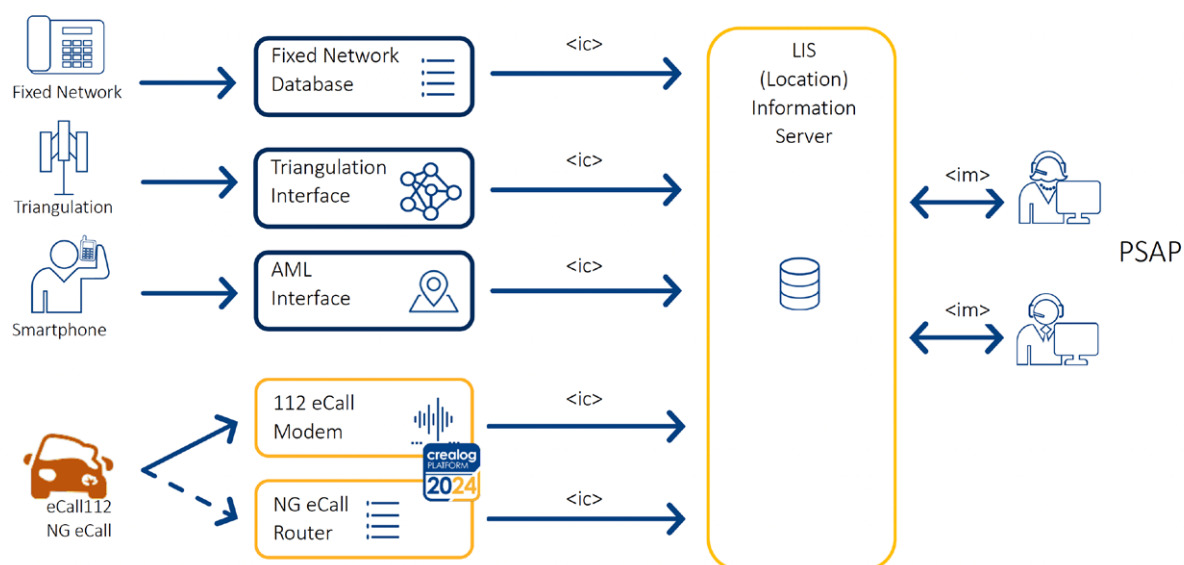 Fixed Network
Fixed Network
Database
<ic>
LIS
(Location)
Information
Server
Triangulation
Triangulation
Interface
<ic>
<im>
PSAP
Smartphone
AML
Interface
<ic>
<im>
eCall112
NG eCall
112 eCall
Modem
<ic>
crealog
PLATFORM
2024
NG eCall
Router
<ic>